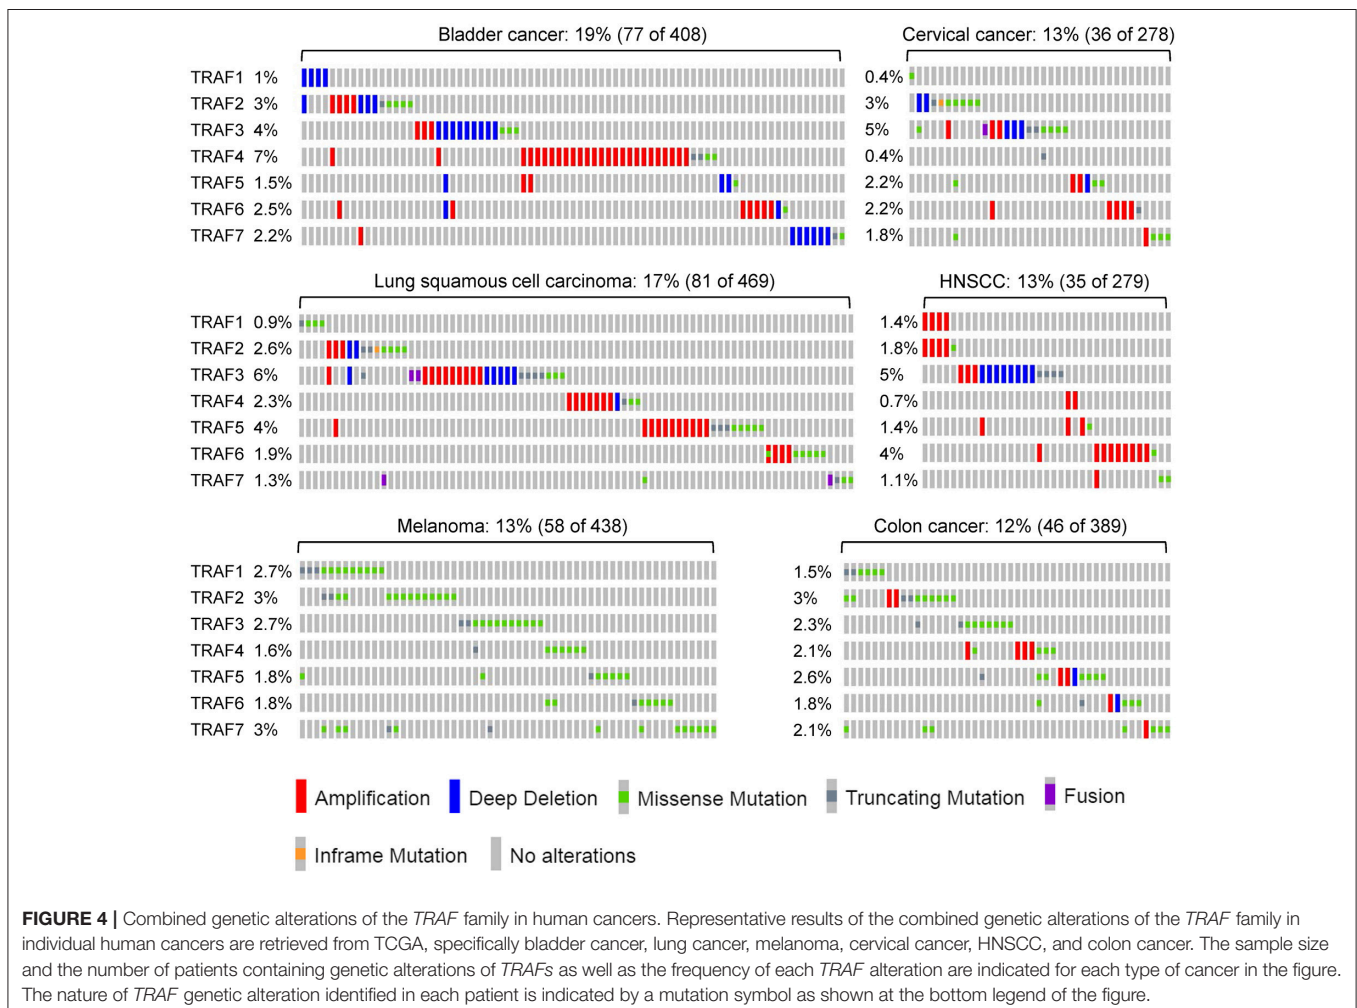 Bladder cancer: 19% (77 of 408)
Cervical cancer: 13% (36 of 278)
TRAF1 1%
TRAF2 3%
TRAF3 4%
TRAF4 7%
TRAF5 1.5%
TRAF6 2.5%
TRAF7 2.2%
0.4%
3%
5%
0.4%
2.2%
2.2%
1.8%
Lung squamous cell carcinoma: 17% (81 of 469)
HNSCC: 13% (35 of 279)
TRAF1 0.9%
TRAF2 2.6%
TRAF3 6%
TRAF4 2.3%
TRAF5 4%
TRAF6 1.9%
TRAF7 1.3%
1.4%
1.8%
5%
0.7%
1.4%
4%
1.1%
Melanoma: 13% (58 of 438)
Colon cancer: 12% (46 of 389)
TRAF1 2.7%
TRAF2 3%
TRAF3 2.7%
TRAF4 1.6%
TRAF5 1.8%
TRAF6 1.8%
TRAF7 3%
1.5%
3%
2.3%
2.1%
2.6%
1.8%
2.1%
Amplification Deep Deletion Missense Mutation Truncating Mutation Fusion
Inframe Mutation No alterations
FIGURE 4 | Combined genetic alterations of the TRAF family in human cancers. Representative results of the combined genetic alterations of the TRAF family in
individual human cancers are retrieved from TCGA, specifically bladder cancer, lung cancer, melanoma, cervical cancer, HNSCC, and colon cancer. The sample size
and the number of patients containing genetic alterations of TRAFs as well as the frequency of each TRAF alteration are indicated for each type of cancer in the figure.
The nature of TRAF genetic alteration identified in each patient is indicated by a mutation symbol as shown at the bottom legend of the figure.